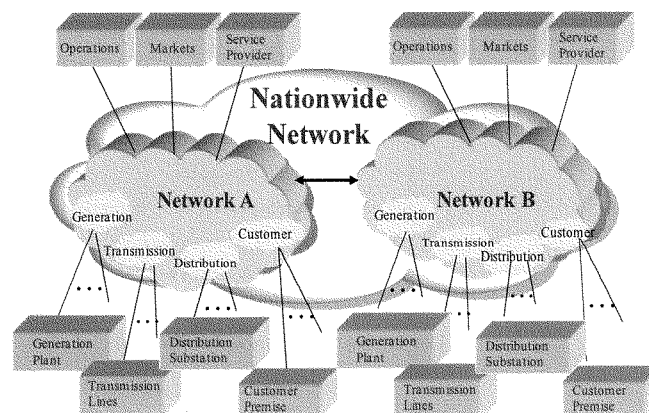 Operations
Markets
Service
Provider
Operations
Markets
Service
Provider
Nationwide
Network
Network A
Network B
Generation
Transmission
Distribution
Customer
Generation
Transmission
Distribution
Customer
Generation
Plant
Transmission
Lines
Distribution
Substation
Customer
Premise
Generation
Plant
Transmission
Lines
Distribution
Substation
Customer
Premise